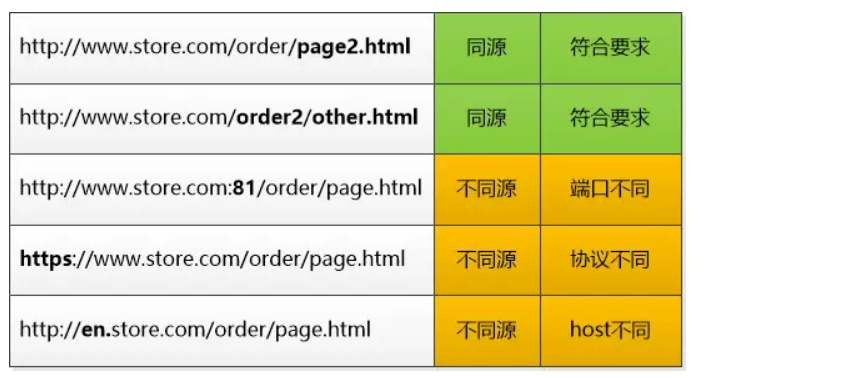 http://www.store.com/order/page2.html 同源 符合要求
http://www.store.com/order2/other.html 同源 符合要求
http://www.store.com:81/order/page.html 不同源 端口不同
https://www.store.com/order/page.html 不同源 协议不同
http://en.store.com/order/page.html 不同源 host不同